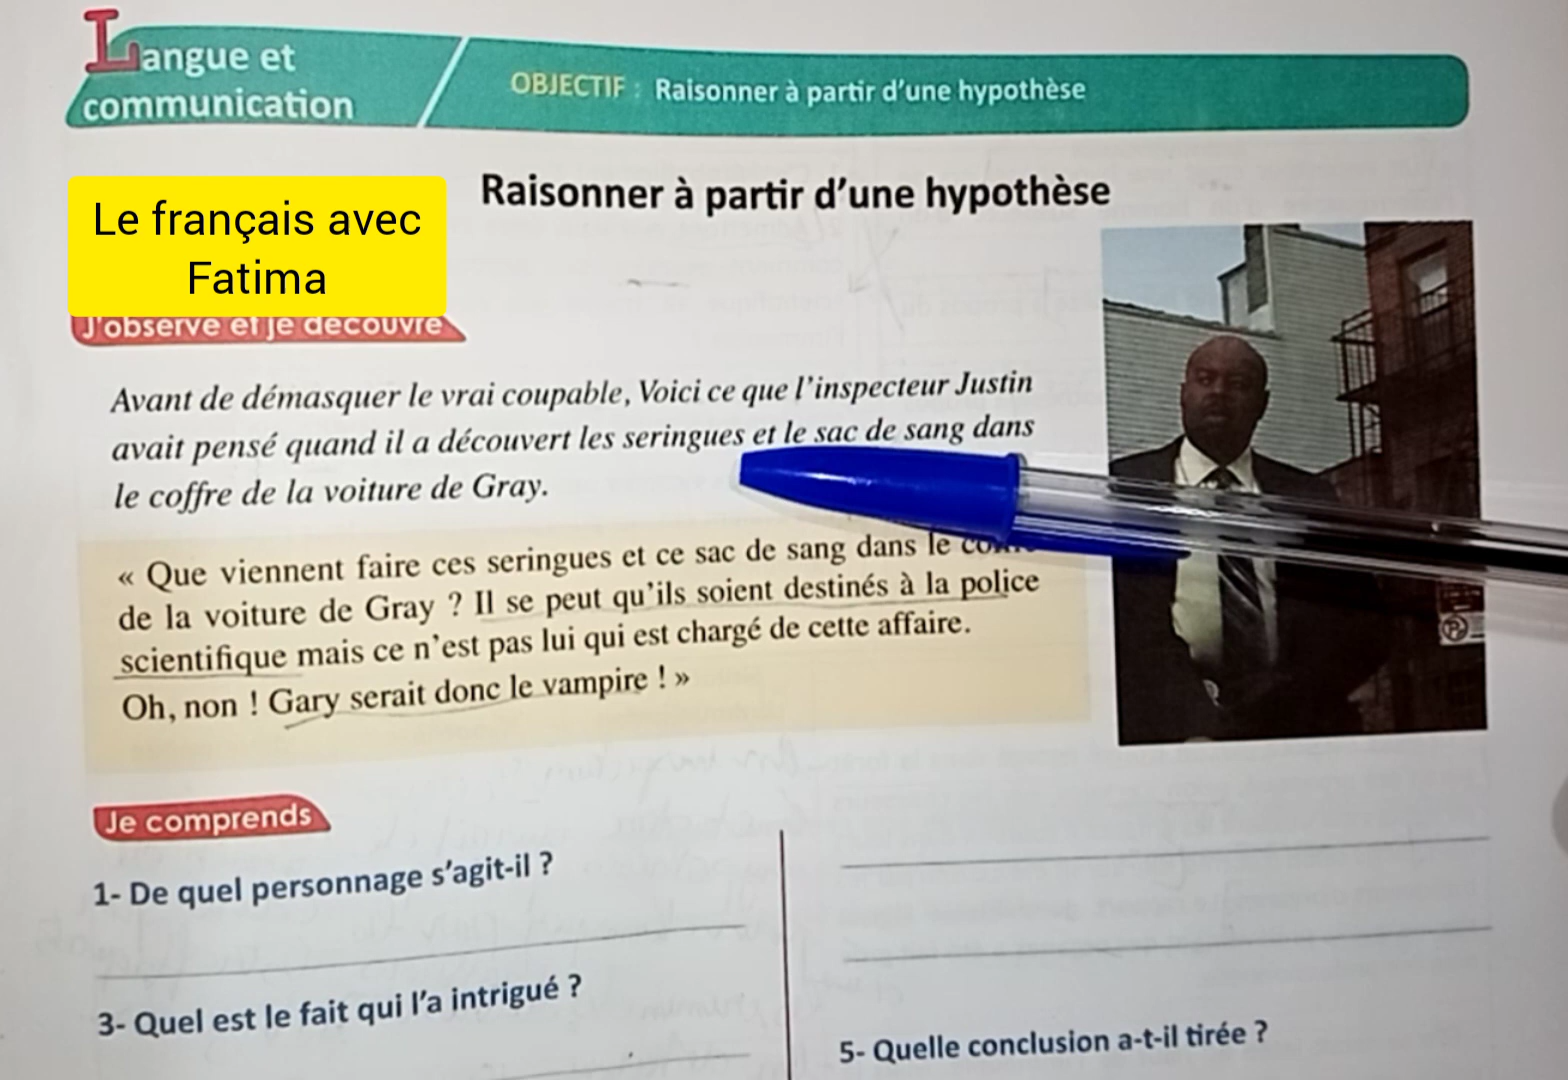 Langue et
communication
OBJECTIF : Raisonner à partir d'une hypothèse
Raisonner à partir d'une hypothèse
Le français avec
Fatima
J'observe et je découvre
Avant de démasquer le vrai coupable, Voici ce que l'inspecteur Justin
avait pensé quand il a découvert les seringues et le sac de sang dans
le coffre de la voiture de Gray.
« Que viennent faire ces seringues et ce sac de sang dans le
de la voiture de Gray ? Il se peut qu'ils soient destinés à la police
scientifique mais ce n'est pas lui qui est chargé de cette affaire.
Oh, non ! Gary serait donc le vampire ! »
Je comprends
1- De quel personnage s'agit-il ?
3- Quel est le fait qui l'a intrigué ?
5- Quelle conclusion a-t-il tirée ?